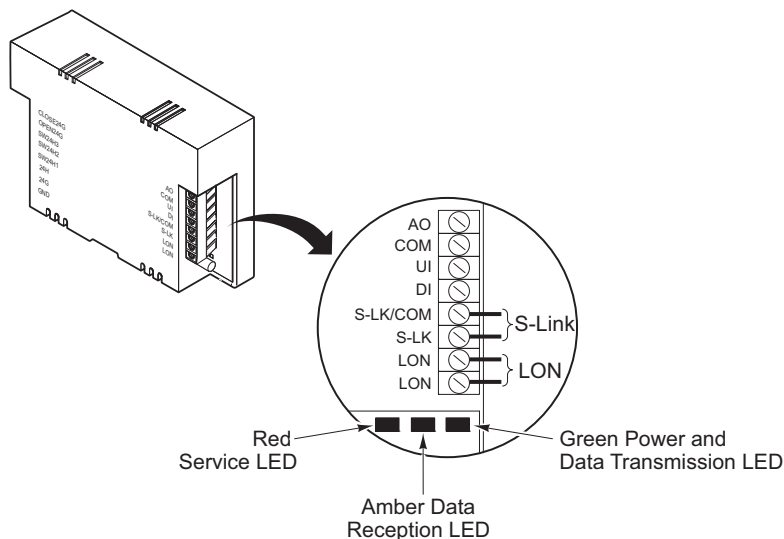 CLOSE24G
OPEN24G
SW24H3
SW24H2
SW24H1
24H
24G
GND
AO
COM
UI
DI
S-LK/COM
S-LK
LON
LON
AO
COM
UI
DI
S-LK/COM
S-LK
LON
LON
S-Link
LON
Red
Service LED
Amber Data
Reception LED
Green Power and
Data Transmission LED